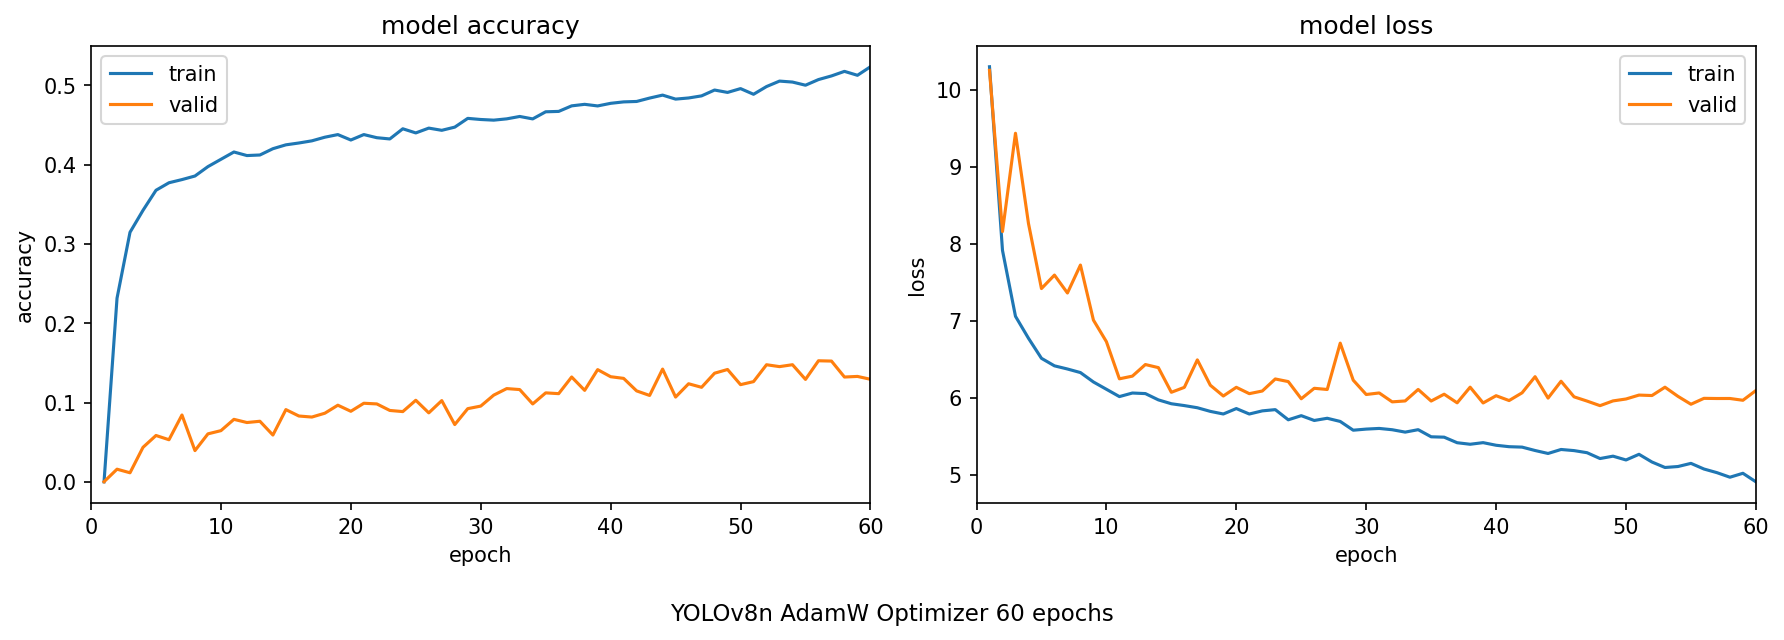 model accuracy
train
valid
0.5
0.4
0.3
0.2
0.1
0.0
accuracy
0 10 20 30 40 50 60
epoch
model loss
train
valid
10
9
8
7
6
5
loss
0 10 20 30 40 50 60
epoch
YOLOv8n AdamW Optimizer 60 epochs